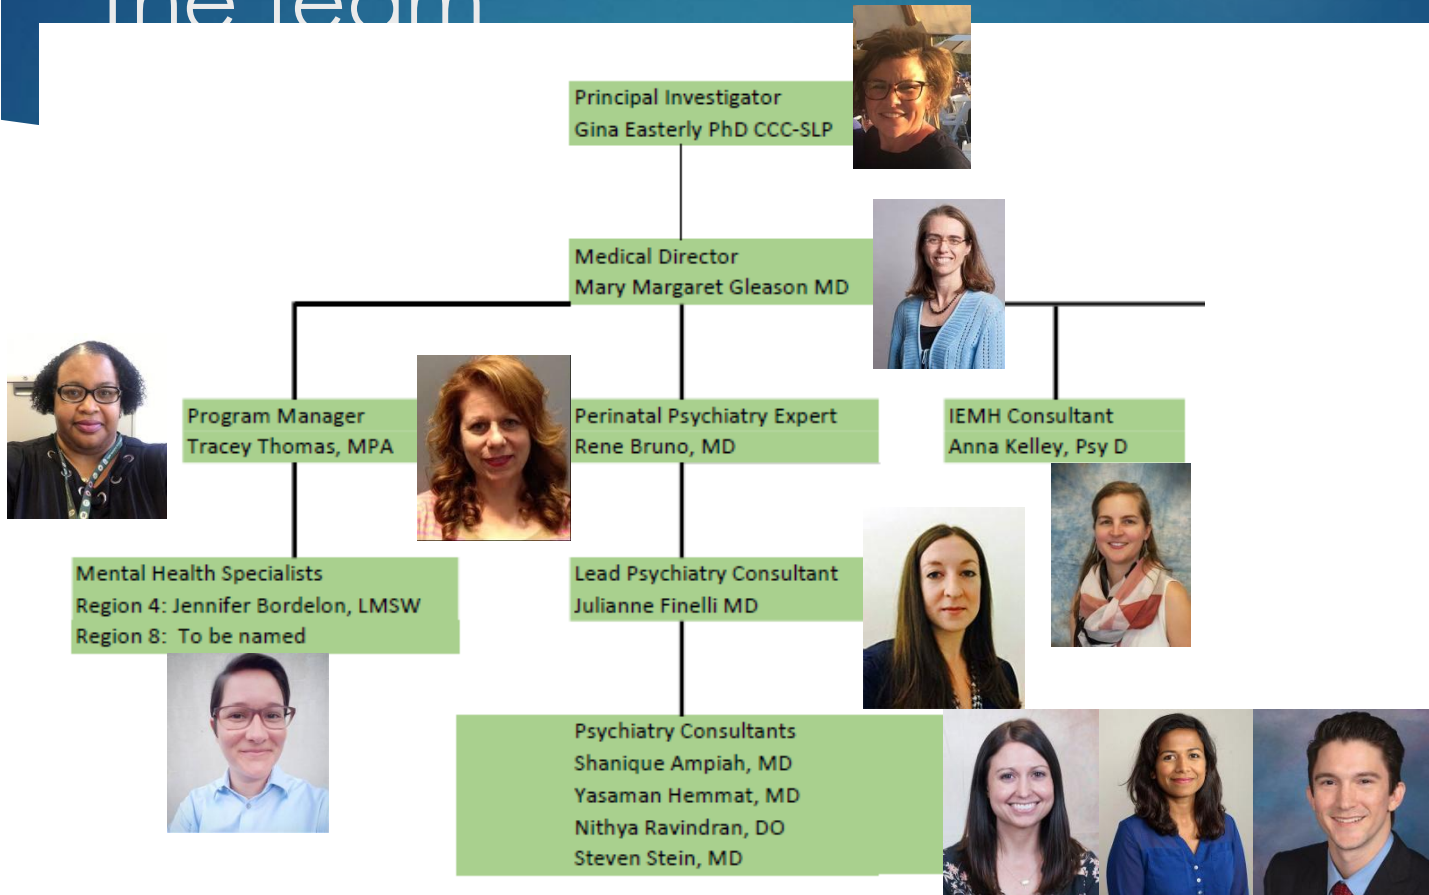 The Team
Principal Investigator
Gina Easterly PhD CCC-SLP
Medical Director
Mary Margaret Gleason MD
Program Manager
Tracey Thomas, MPA
Perinatal Psychiatry Expert
Rene Bruno, MD
IEMH Consultant
Anna Kelley, Psy D
Mental Health Specialists
Region 4: Jennifer Bordelon, LMSW
Region 8:  To be named
Lead Psychiatry Consultant
Julianne Finelli MD
Psychiatry Consultants
Shanique Ampiah, MD
Yasaman Hemmat, MD
Nithya Ravindran, DO
Steven Stein, MD